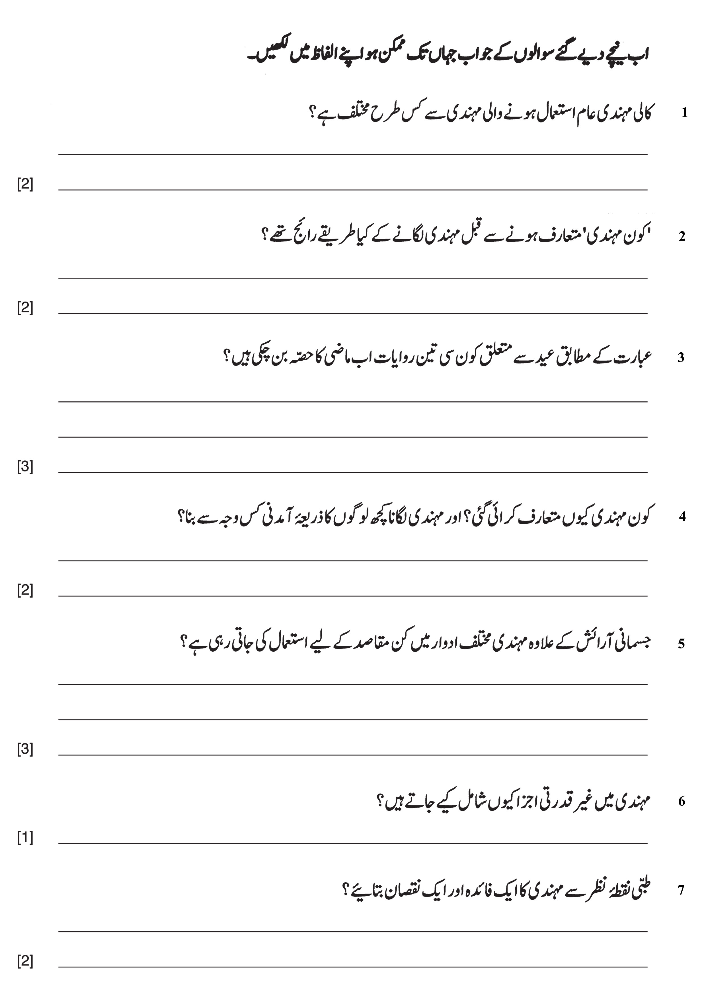 اب نیچے دیے گئے سوالوں کے جواب جہاں تک ممکن ہو اپنے الفاظ میں لکھیں۔
1 کالی مہندی عام استعمال ہونے والی مہندی سے کس طرح مختلف ہے؟
[2]
2 'کون مہندی' متعارف ہونے سے قبل مہندی لگانے کے کیا طریقے رائج تھے؟
[2]
3 عبارت کے مطابق عید سے متعلق کون سی تین روایات اب ماضی کا حصّہ بن چکی ہیں؟
[3]
4 کون مہندی کیوں متعارف کرائی گئی؟ اور مہندی لگانا کچھ لوگوں کا ذریعۂ آمدنی کس وجہ سے بنا؟
[2]
5 جسمانی آرائش کے علاوہ مہندی مختلف ادوار میں کن مقاصد کے لیے استعمال کی جاتی رہی ہے؟
[3]
6 مہندی میں غیر قدرتی اجزا کیوں شامل کیے جاتے ہیں؟
[1]
7 طبّی نقطۂ نظر سے مہندی کا ایک فائدہ اور ایک نقصان بتایئے؟
[2]